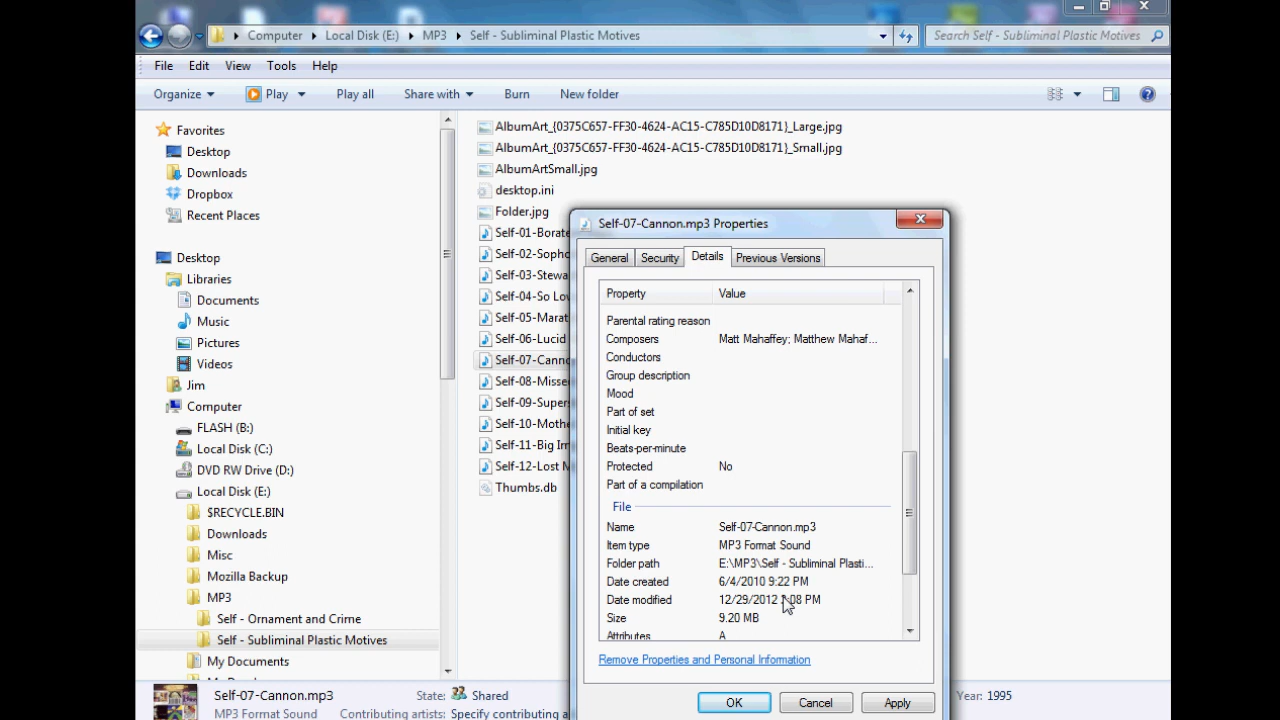 Computer Local Disk (E:) MP3 Self - Subliminal Plastic Motives Search Self - Subliminal Plastic Motives
File Edit View Tools Help
Organize Play Play all Share with Burn New folder
Favorites
Desktop
Downloads
Dropbox
Recent Places
Desktop
Libraries
Documents
Music
Pictures
Videos
Jim
Computer
FLASH (B:)
Local Disk (C:)
DVD RW Drive (D:)
Local Disk (E:)
$RECYCLE.BIN
Downloads
Misc
Mozilla Backup
MP3
Self - Ornament and Crime
Self - Subliminal Plastic Motives
My Documents
AlbumArt_{0375C657-FF30-4624-AC15-C785D10D8171}_Large.jpg
AlbumArt_{0375C657-FF30-4624-AC15-C785D10D8171}_Small.jpg
AlbumArtSmall.jpg
desktop.ini
Folder.jpg
Self-01-Borate
Self-02-Sopho
Self-03-Stewa
Self-04-So Lov
Self-05-Marat
Self-06-Lucid
Self-07-Canno
Self-08-Misse
Self-09-Supers
Self-10-Mothe
Self-11-Big Im
Self-12-Lost M
Thumbs.db
Self-07-Cannon.mp3 Properties
General Security Details Previous Versions
Property Value
Parental rating reason
Composers Matt Mahaffey; Matthew Mahaf...
Conductors
Group description
Mood
Part of set
Initial key
Beats-per-minute
Protected No
Part of a compilation
File
Name Self-07-Cannon.mp3
Item type MP3 Format Sound
Folder path E:\MP3\Self - Subliminal Plasti...
Date created 6/4/2010 9:22 PM
Date modified 12/29/2012 :08 PM
Size 9.20 MB
Attributes A
Remove Properties and Personal Information
OK Cancel Apply
Self-07-Cannon.mp3 State: Shared Year: 1995
MP3 Format Sound Contributing artists: Specify contributing a